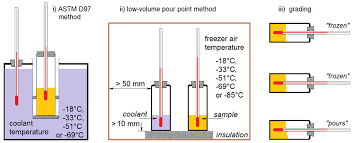 i) ASTM D97
method
-18°C,
-33°C,
-51°C
or -69°C
coolant
temperature
ii) low-volume pour point method
freezer air
temperature
-18°C,
-33°C,
-51°C
-69°C
or -85°C
> 50 mm
coolant
> 10 mm
sample
insulation
iii) grading
"frozen"
"frozen"
"pours"